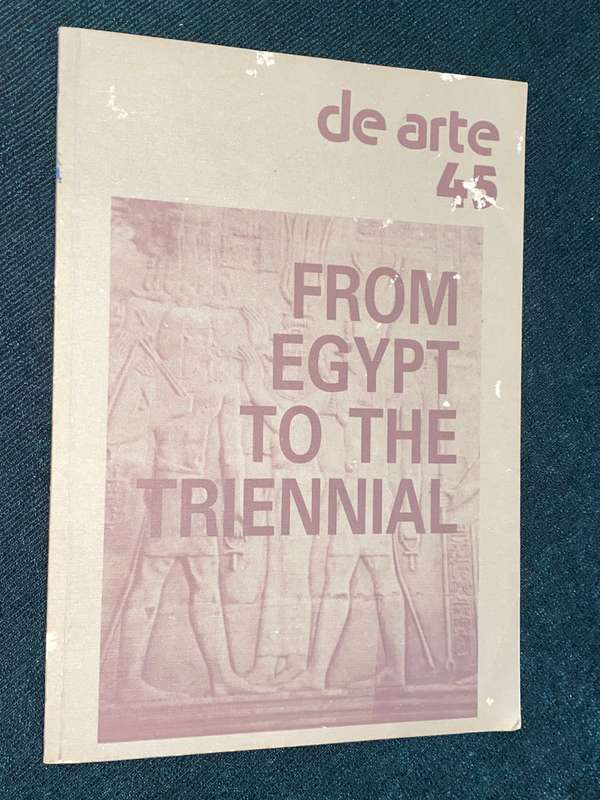 de arte
45
FROM
EGYPT
TO THE
TRIENNIAL